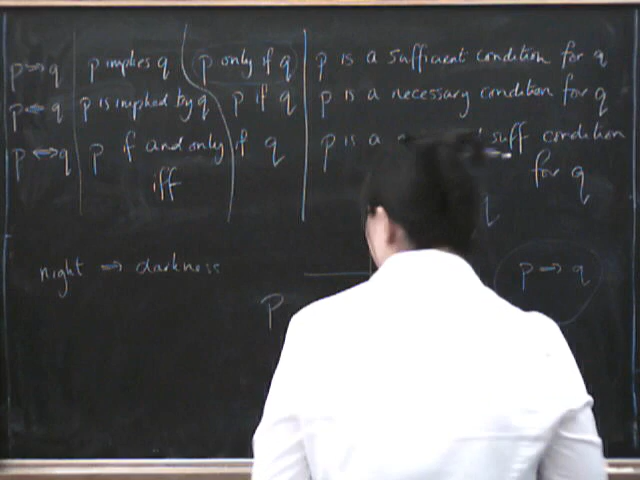 p ⇒ q p implies q p only if q p is a sufficient condition for q
p ⇐ q p is implied by q p if q p is a necessary condition for q
p ⇔ q p if and only if q p is a suff condition
iff for q
q
night ⇒ darkness p ⇒ q
P